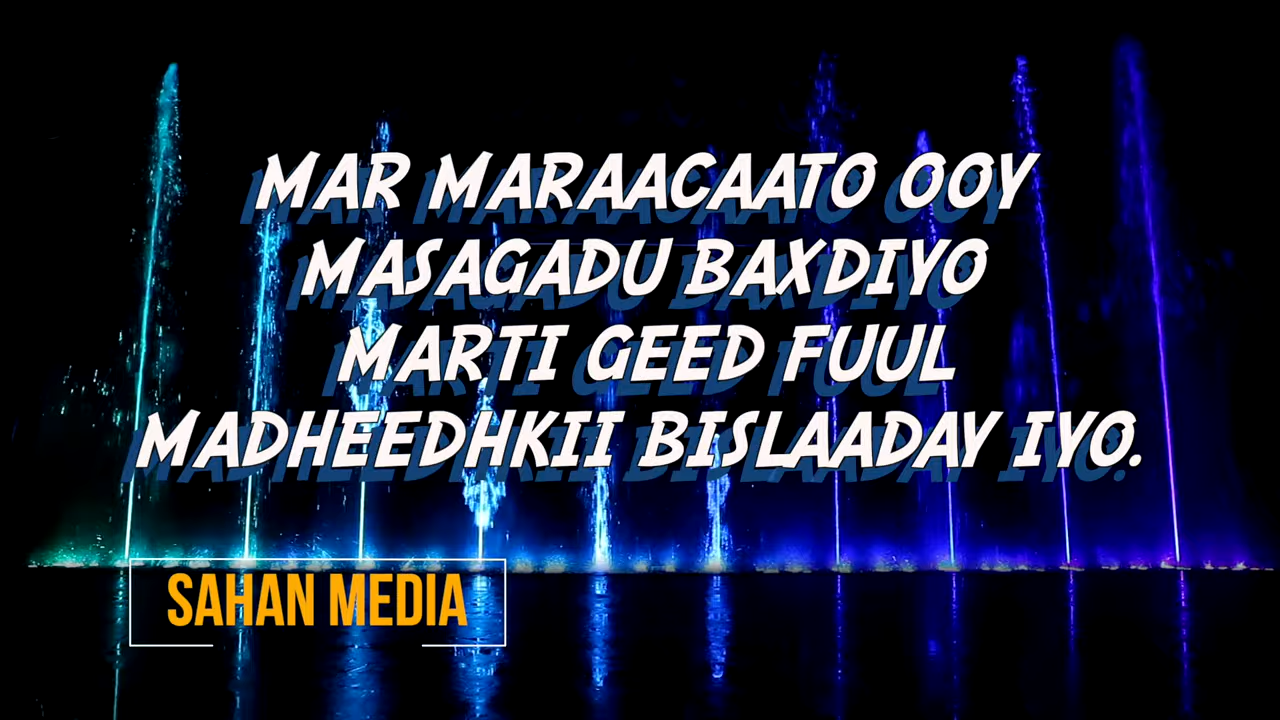 MAR MARAACAATO OOY
MASAGADU BAXDIYO
MARTI GEED FUUL
MADHEEDHKII BISLAADAY IYO.
SAHAN MEDIA